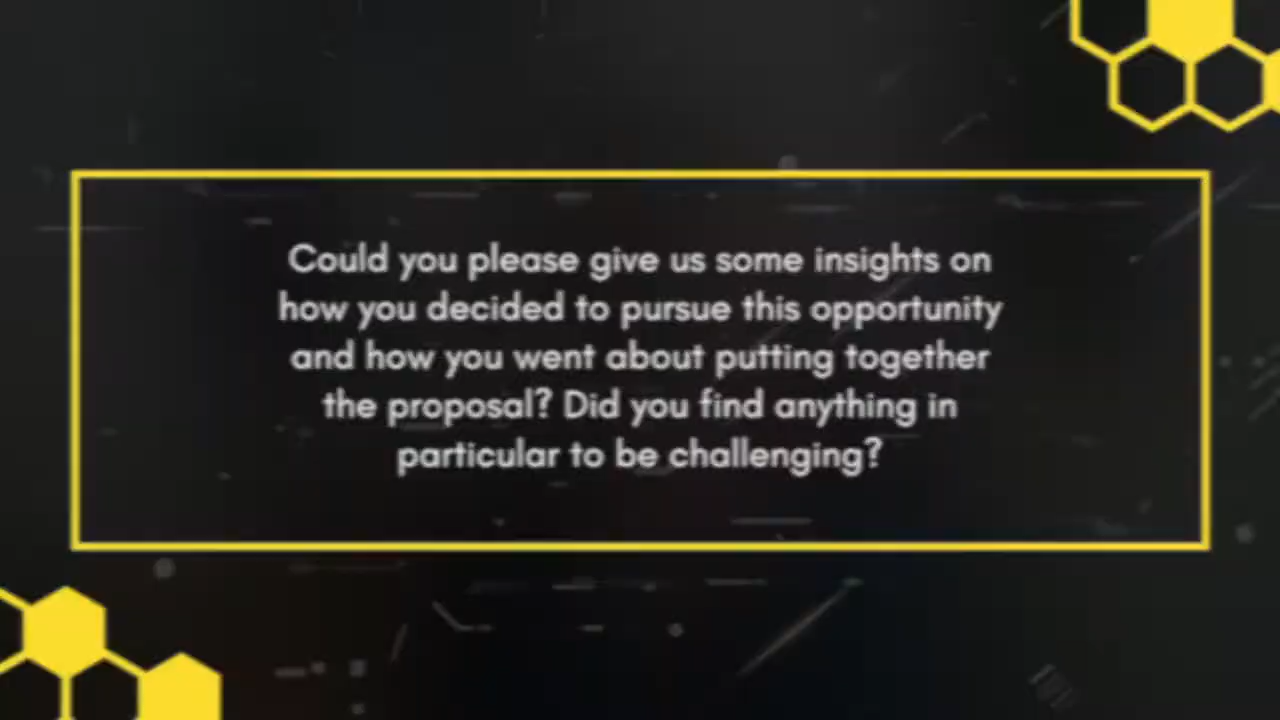 Could you please give us some insights on
how you decided to pursue this opportunity
and how you went about putting together
the proposal? Did you find anything in
particular to be challenging?